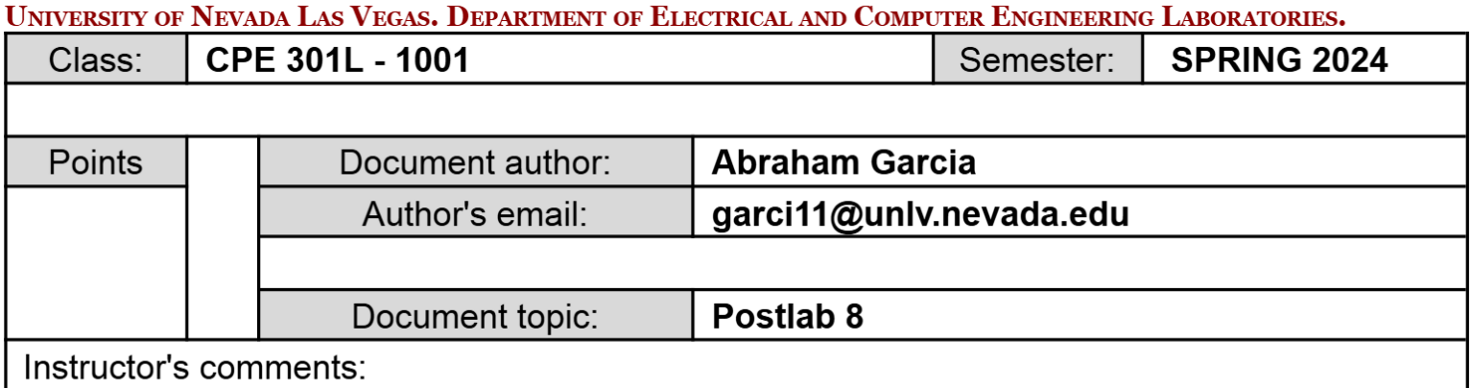 UNIVERSITY OF NEVADA LAS VEGAS. DEPARTMENT OF ELECTRICAL AND COMPUTER ENGINEERING LABORATORIES.
Class: CPE 301L - 1001 Semester: SPRING 2024
Points Document author: Abraham Garcia
Author's email: garci11@unlv.nevada.edu
Document topic: Postlab 8
Instructor's comments: